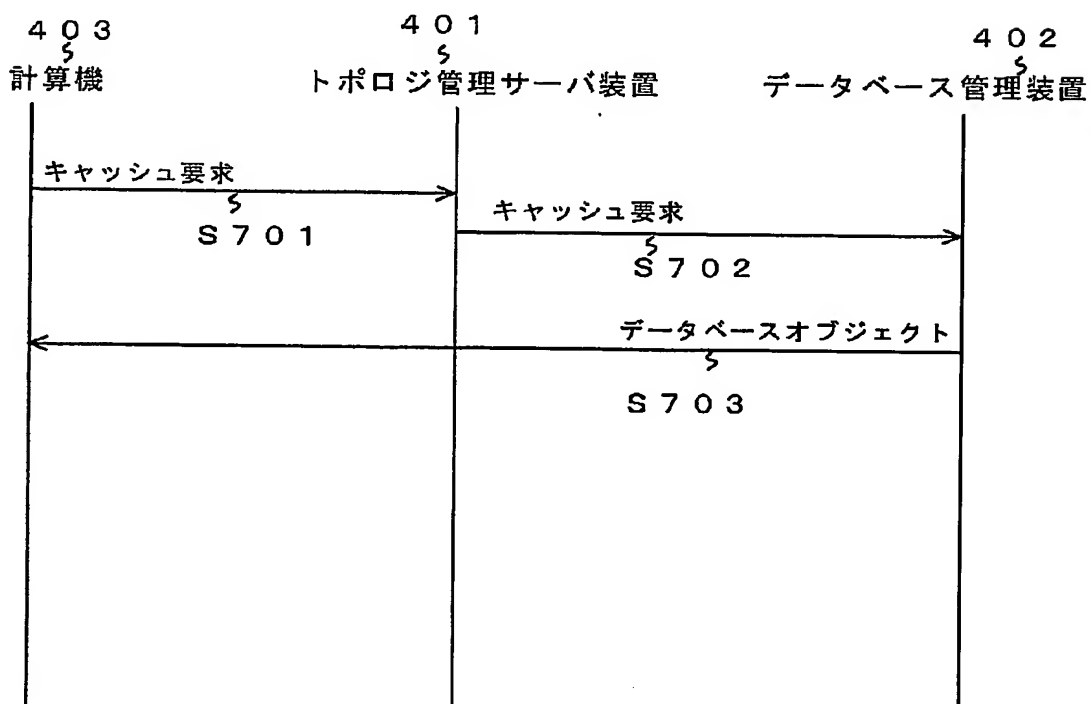 403
401
402
計算機
トポロジ管理サーバ装置
データベース管理装置
キャッシュ要求
S701
キャッシュ要求
S702
データベースオブジェクト
S703